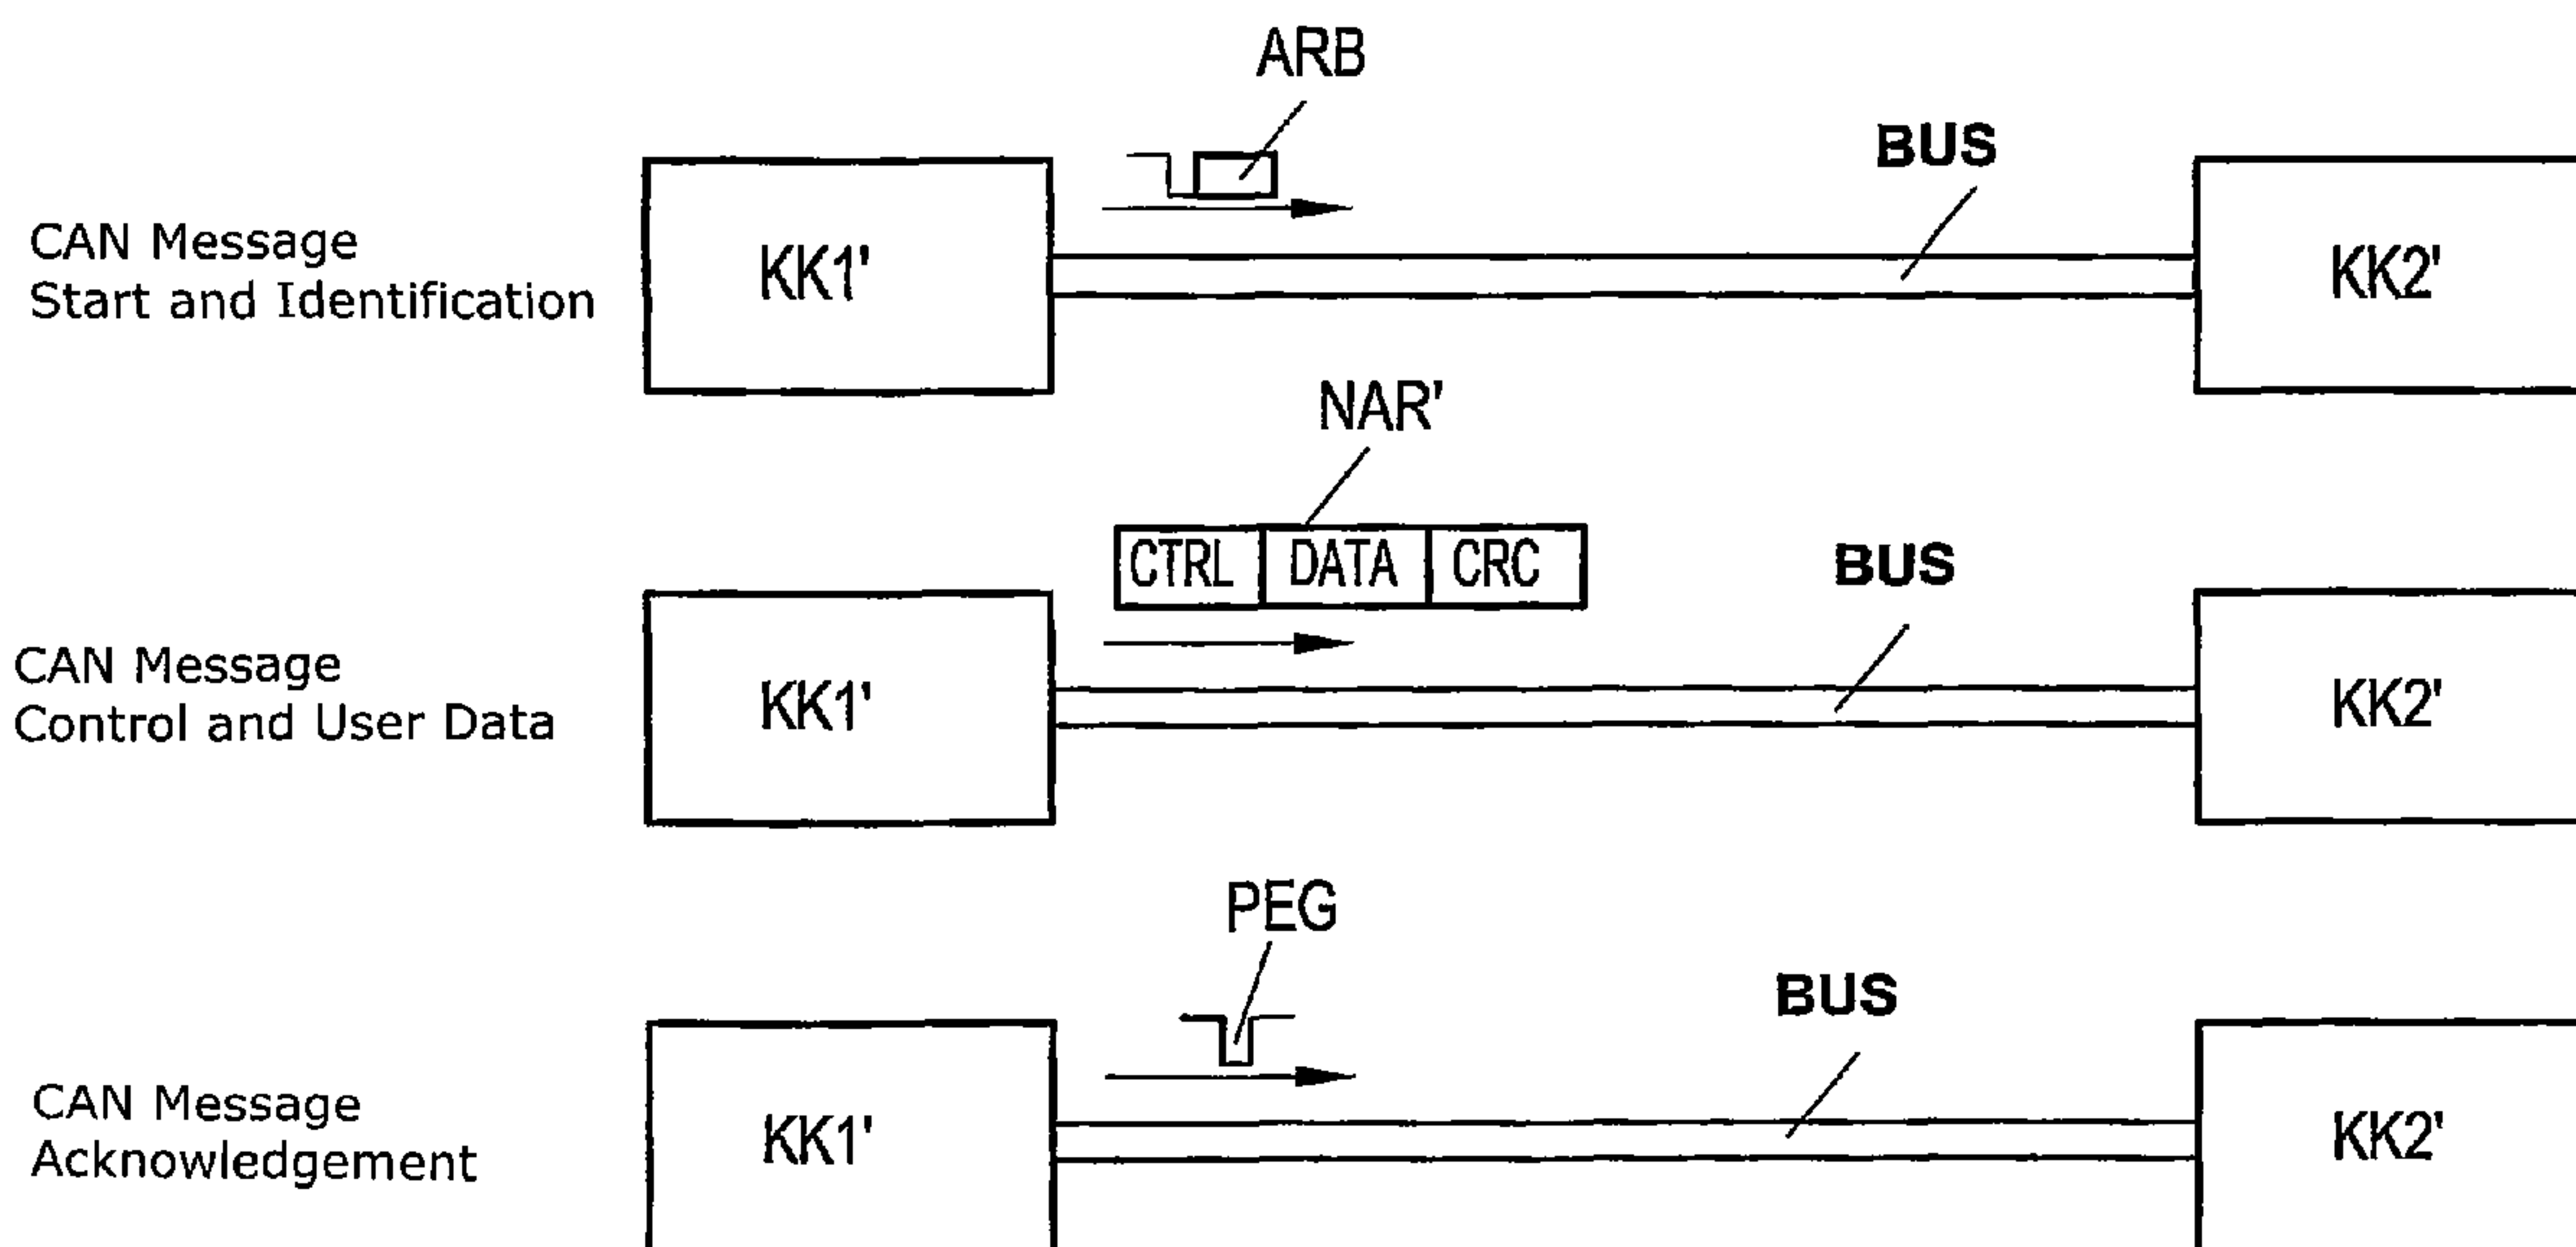 ARB
BUS
CAN Message
Start and Identification
KK1'
KK2'
NAR'
CTRL DATA CRC
BUS
CAN Message
Control and User Data
KK1'
KK2'
PEG
BUS
CAN Message
Acknowledgement
KK1'
KK2'